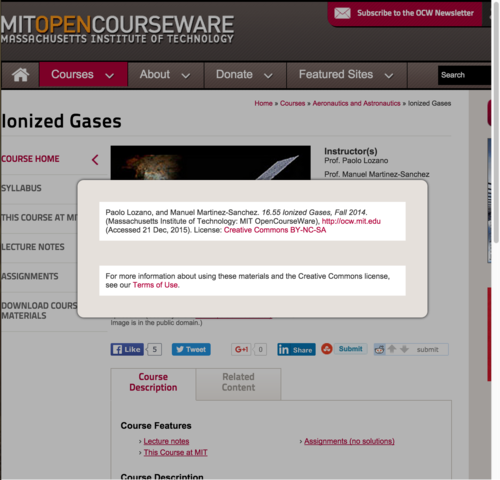 Subscribe to the OCW Newsletter
MITOPENCOURSEWARE
MASSACHUSETTS INSTITUTE OF TECHNOLOGY
Courses
About
Donate
Featured Sites
Search
Home » Courses » Aeronautics and Astronautics » Ionized Gases
Ionized Gases
COURSE HOME
SYLLABUS
THIS COURSE AT MIT
LECTURE NOTES
ASSIGNMENTS
DOWNLOAD COURS
MATERIALS
Instructor(s)
Prof. Paolo Lozano
Prof. Manuel Martinez-Sanchez
Paolo Lozano, and Manuel Martinez-Sanchez. 16.55 Ionized Gases, Fall 2014.
(Massachusetts Institute of Technology: MIT OpenCourseWare), http://ocw.mit.edu
(Accessed 21 Dec, 2015). License: Creative Commons BY-NC-SA
For more information about using these materials and the Creative Commons license,
see our Terms of Use.
Image is in the public domain.)
Like 5
Tweet
G+1 0
in Share
Submit
submit
Course
Description
Related
Content
Course Features
› Lecture notes
› Assignments (no solutions)
› This Course at MIT
Course Description